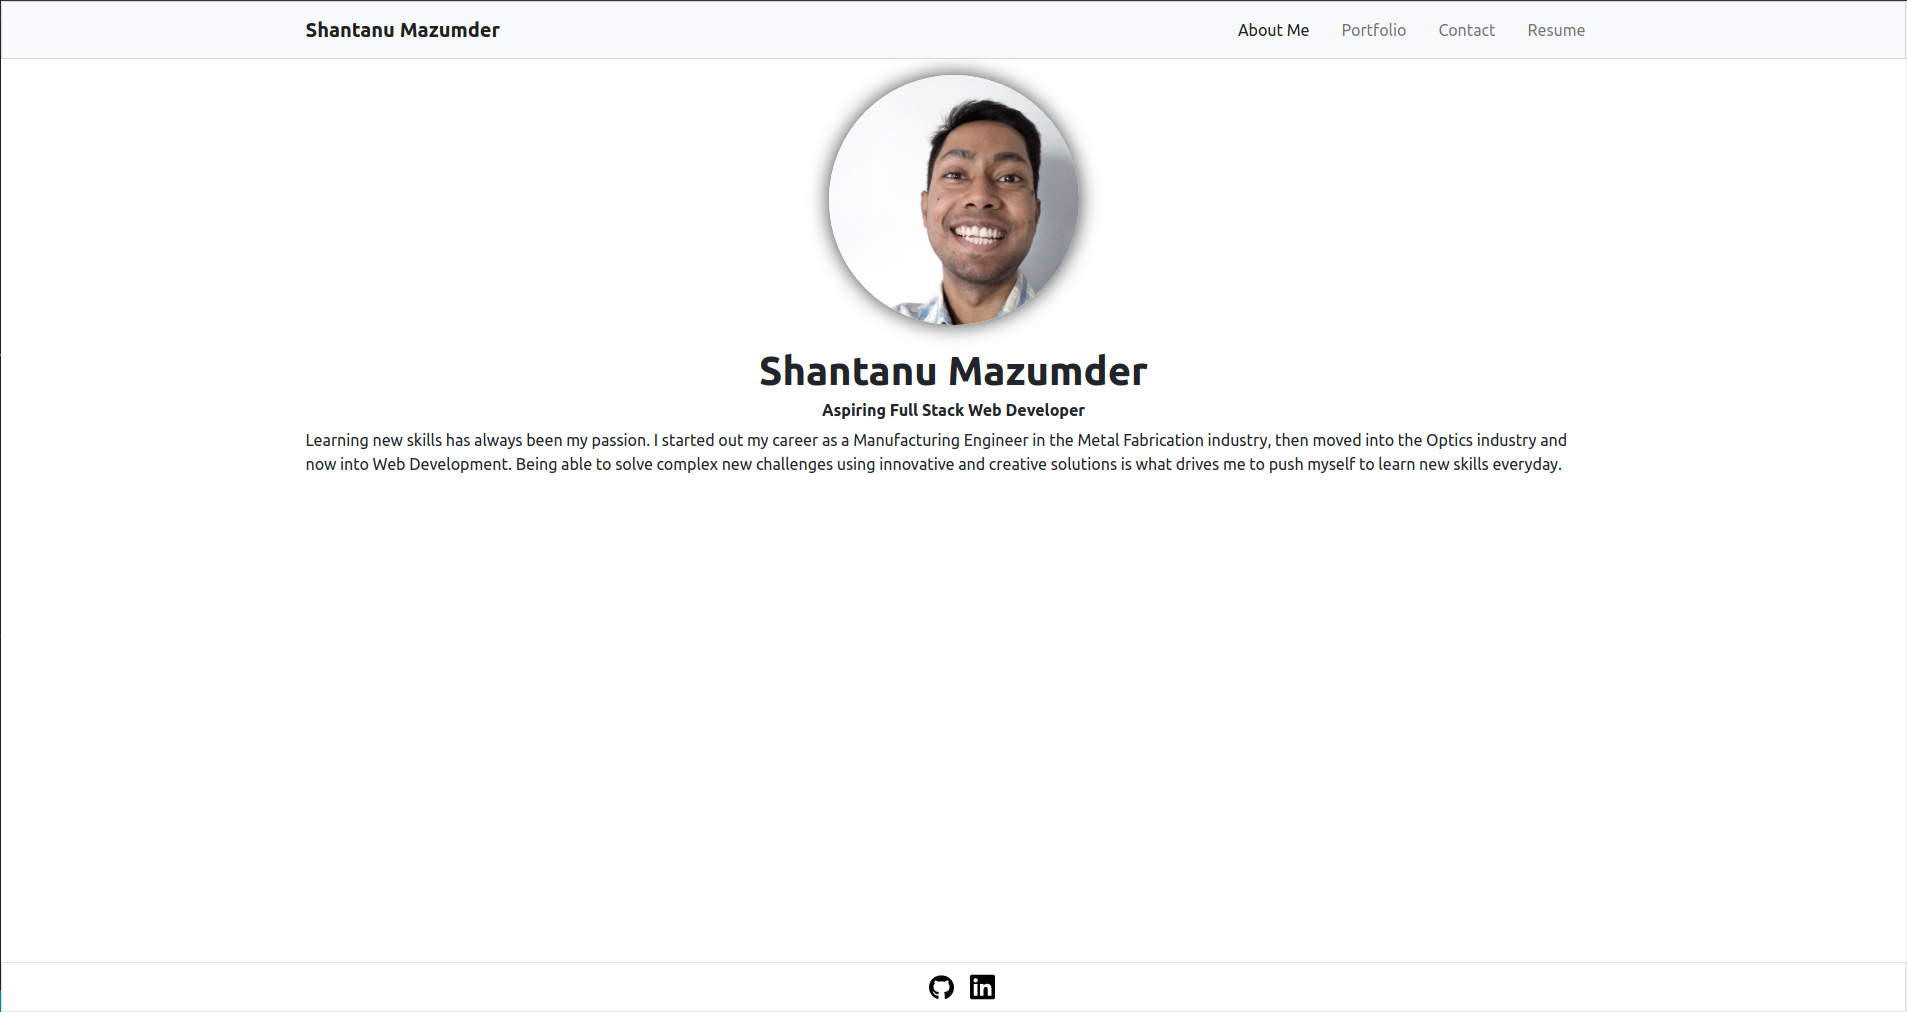 Shantanu Mazumder
About Me Portfolio Contact Resume
Shantanu Mazumder
Aspiring Full Stack Web Developer
Learning new skills has always been my passion. I started out my career as a Manufacturing Engineer in the Metal Fabrication industry, then moved into the Optics industry and
now into Web Development. Being able to solve complex new challenges using innovative and creative solutions is what drives me to push myself to learn new skills everyday.
in